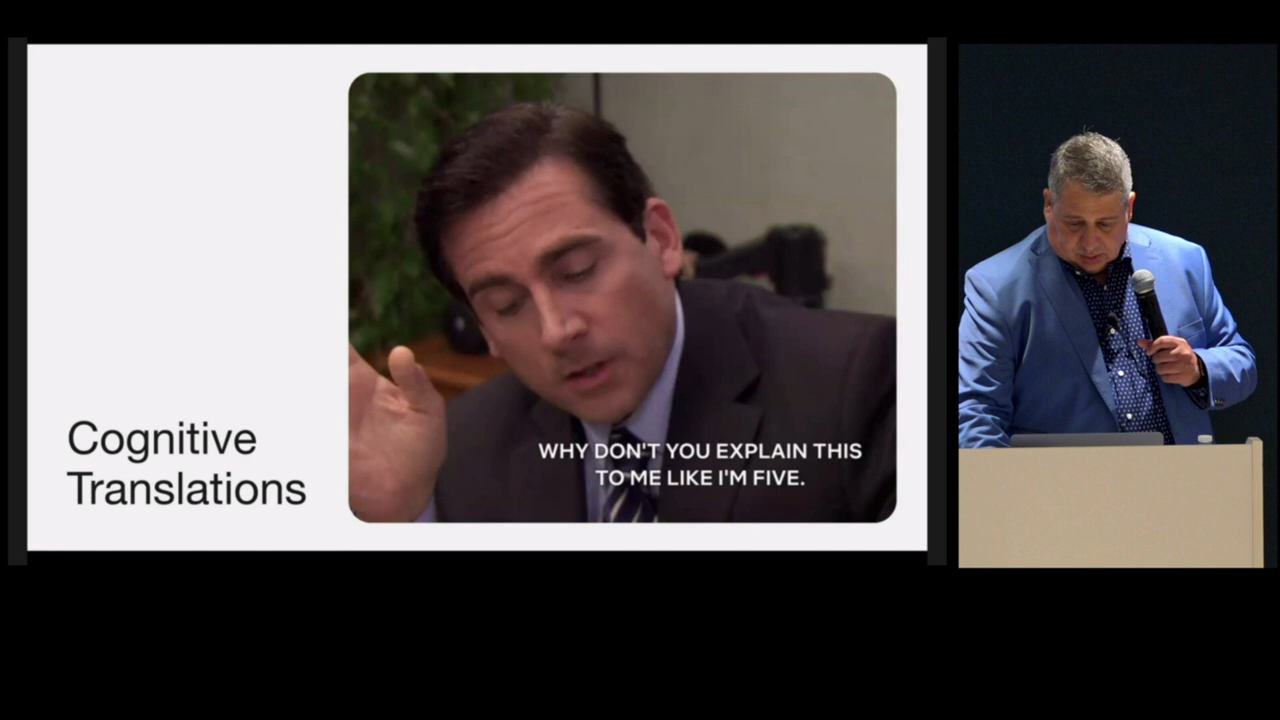 Cognitive
Translations
WHY DON'T YOU EXPLAIN THIS
TO ME LIKE I'M FIVE.